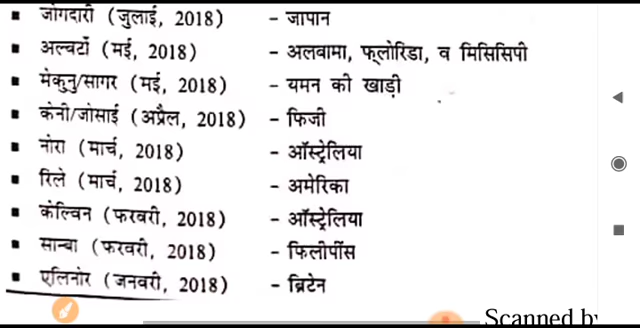 ▪ जोंगदारी (जुलाई, 2018) – जापान
▪ अल्बर्टो (मई, 2018) – अलबामा, फ्लोरिडा, व मिसिसिपी
▪ मेकुनु/सागर (मई, 2018) – यमन की खाड़ी
▪ केनी/जोसाई (अप्रैल, 2018) – फिजी
▪ नोरा (मार्च, 2018) – ऑस्ट्रेलिया
▪ रिले (मार्च, 2018) – अमेरिका
▪ केल्विन (फरवरी, 2018) – ऑस्ट्रेलिया
▪ सान्बा (फरवरी, 2018) – फिलीपींस
▪ एलिनोर (जनवरी, 2018) – ब्रिटेन
Scanned by